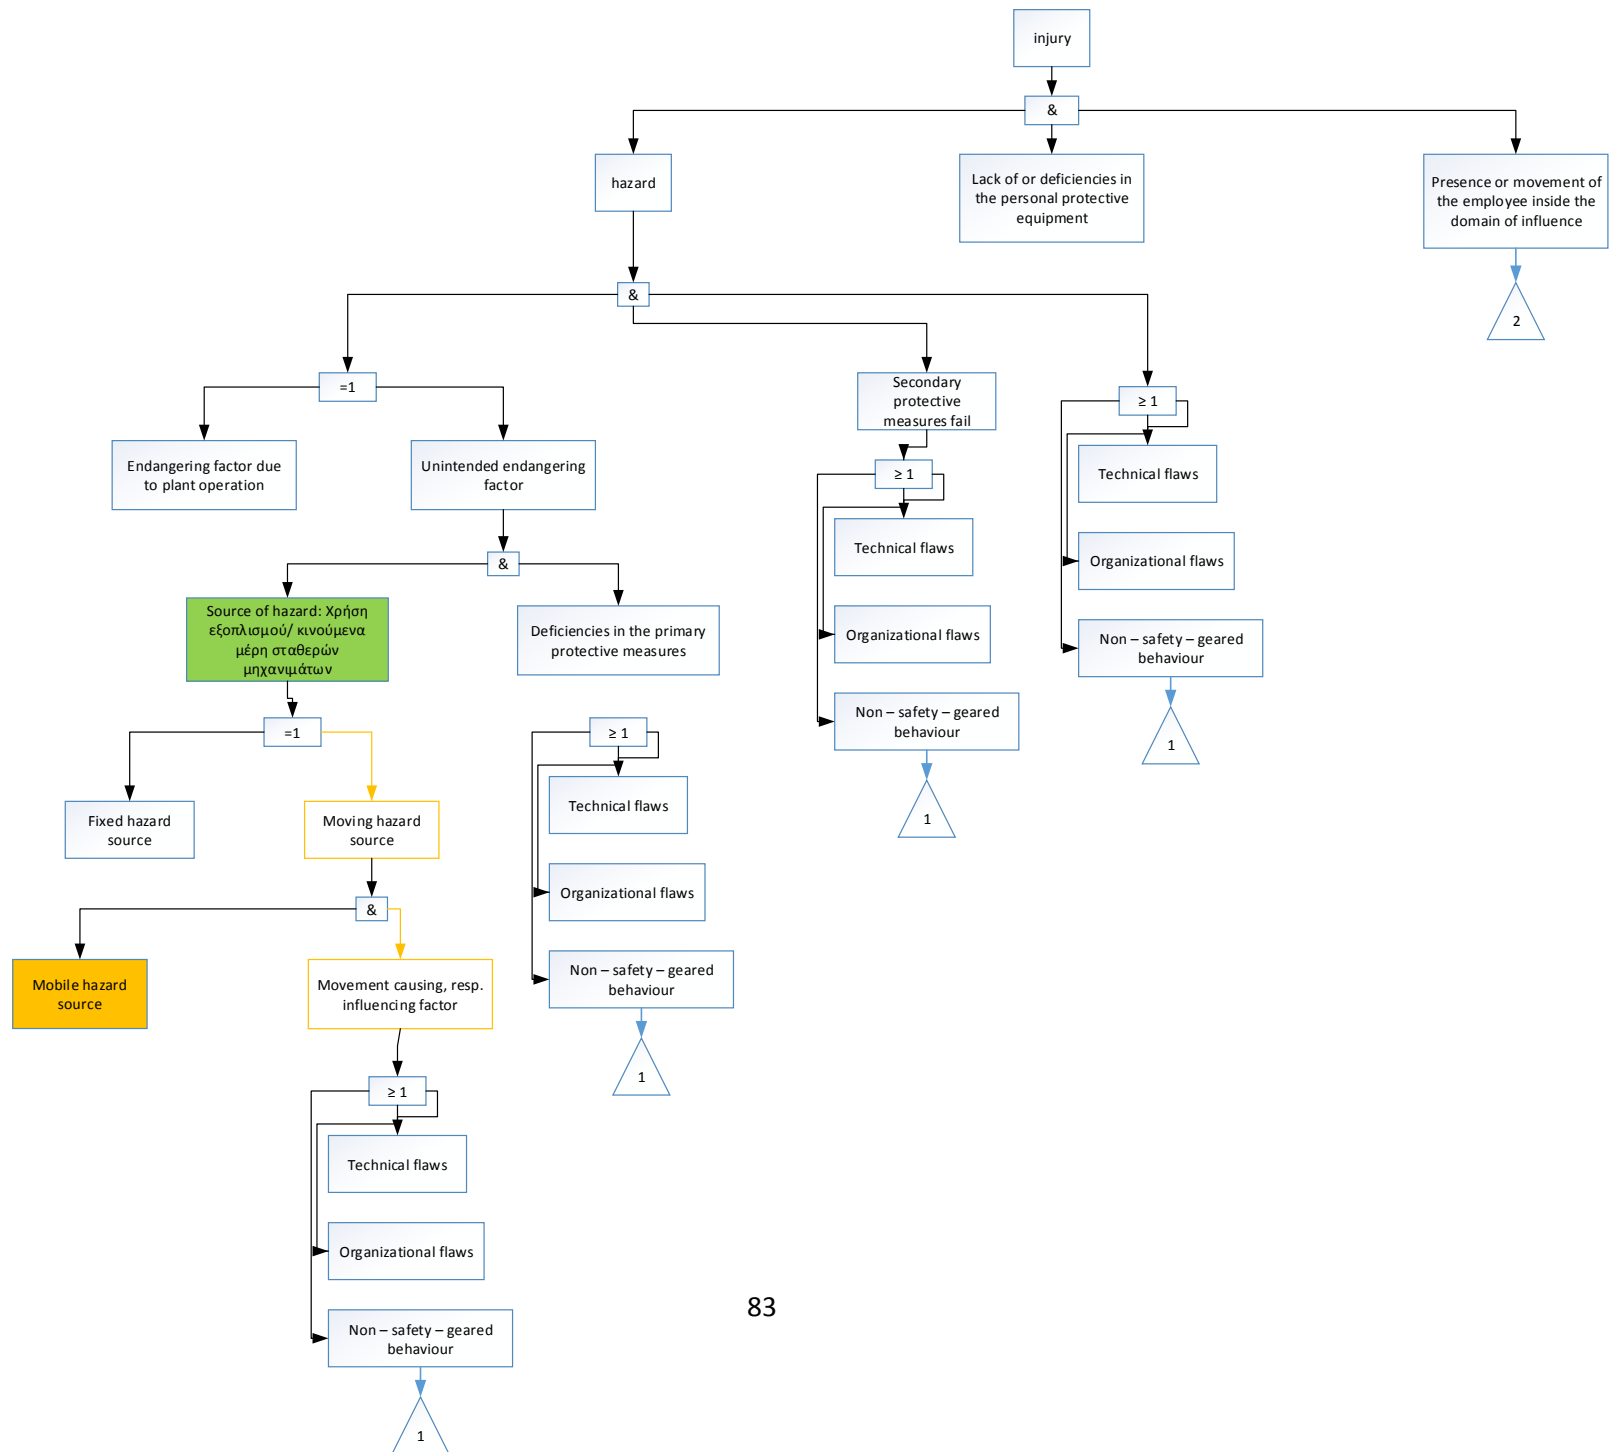 injury
&
hazard
Lack of or deficiencies in
the personal protective
equipment
Presence or movement of
the employee inside the
domain of influence
2
&
=1
Endangering factor due
to plant operation
Unintended endangering
factor
Secondary
protective
measures fail
≥ 1
Technical flaws
Organizational flaws
Non – safety – geared
behaviour
1
≥ 1
Technical flaws
Organizational flaws
Non – safety – geared
behaviour
1
&
Source of hazard: Χρήση
εξοπλισμού/ κινούμενα
μέρη σταθερών
μηχανιμάτων
Deficiencies in the primary
protective measures
=1
Fixed hazard
source
Moving hazard
source
≥ 1
Technical flaws
Organizational flaws
Non – safety – geared
behaviour
1
&
Mobile hazard
source
Movement causing, resp.
influencing factor
≥ 1
Technical flaws
Organizational flaws
Non – safety – geared
behaviour
1
83